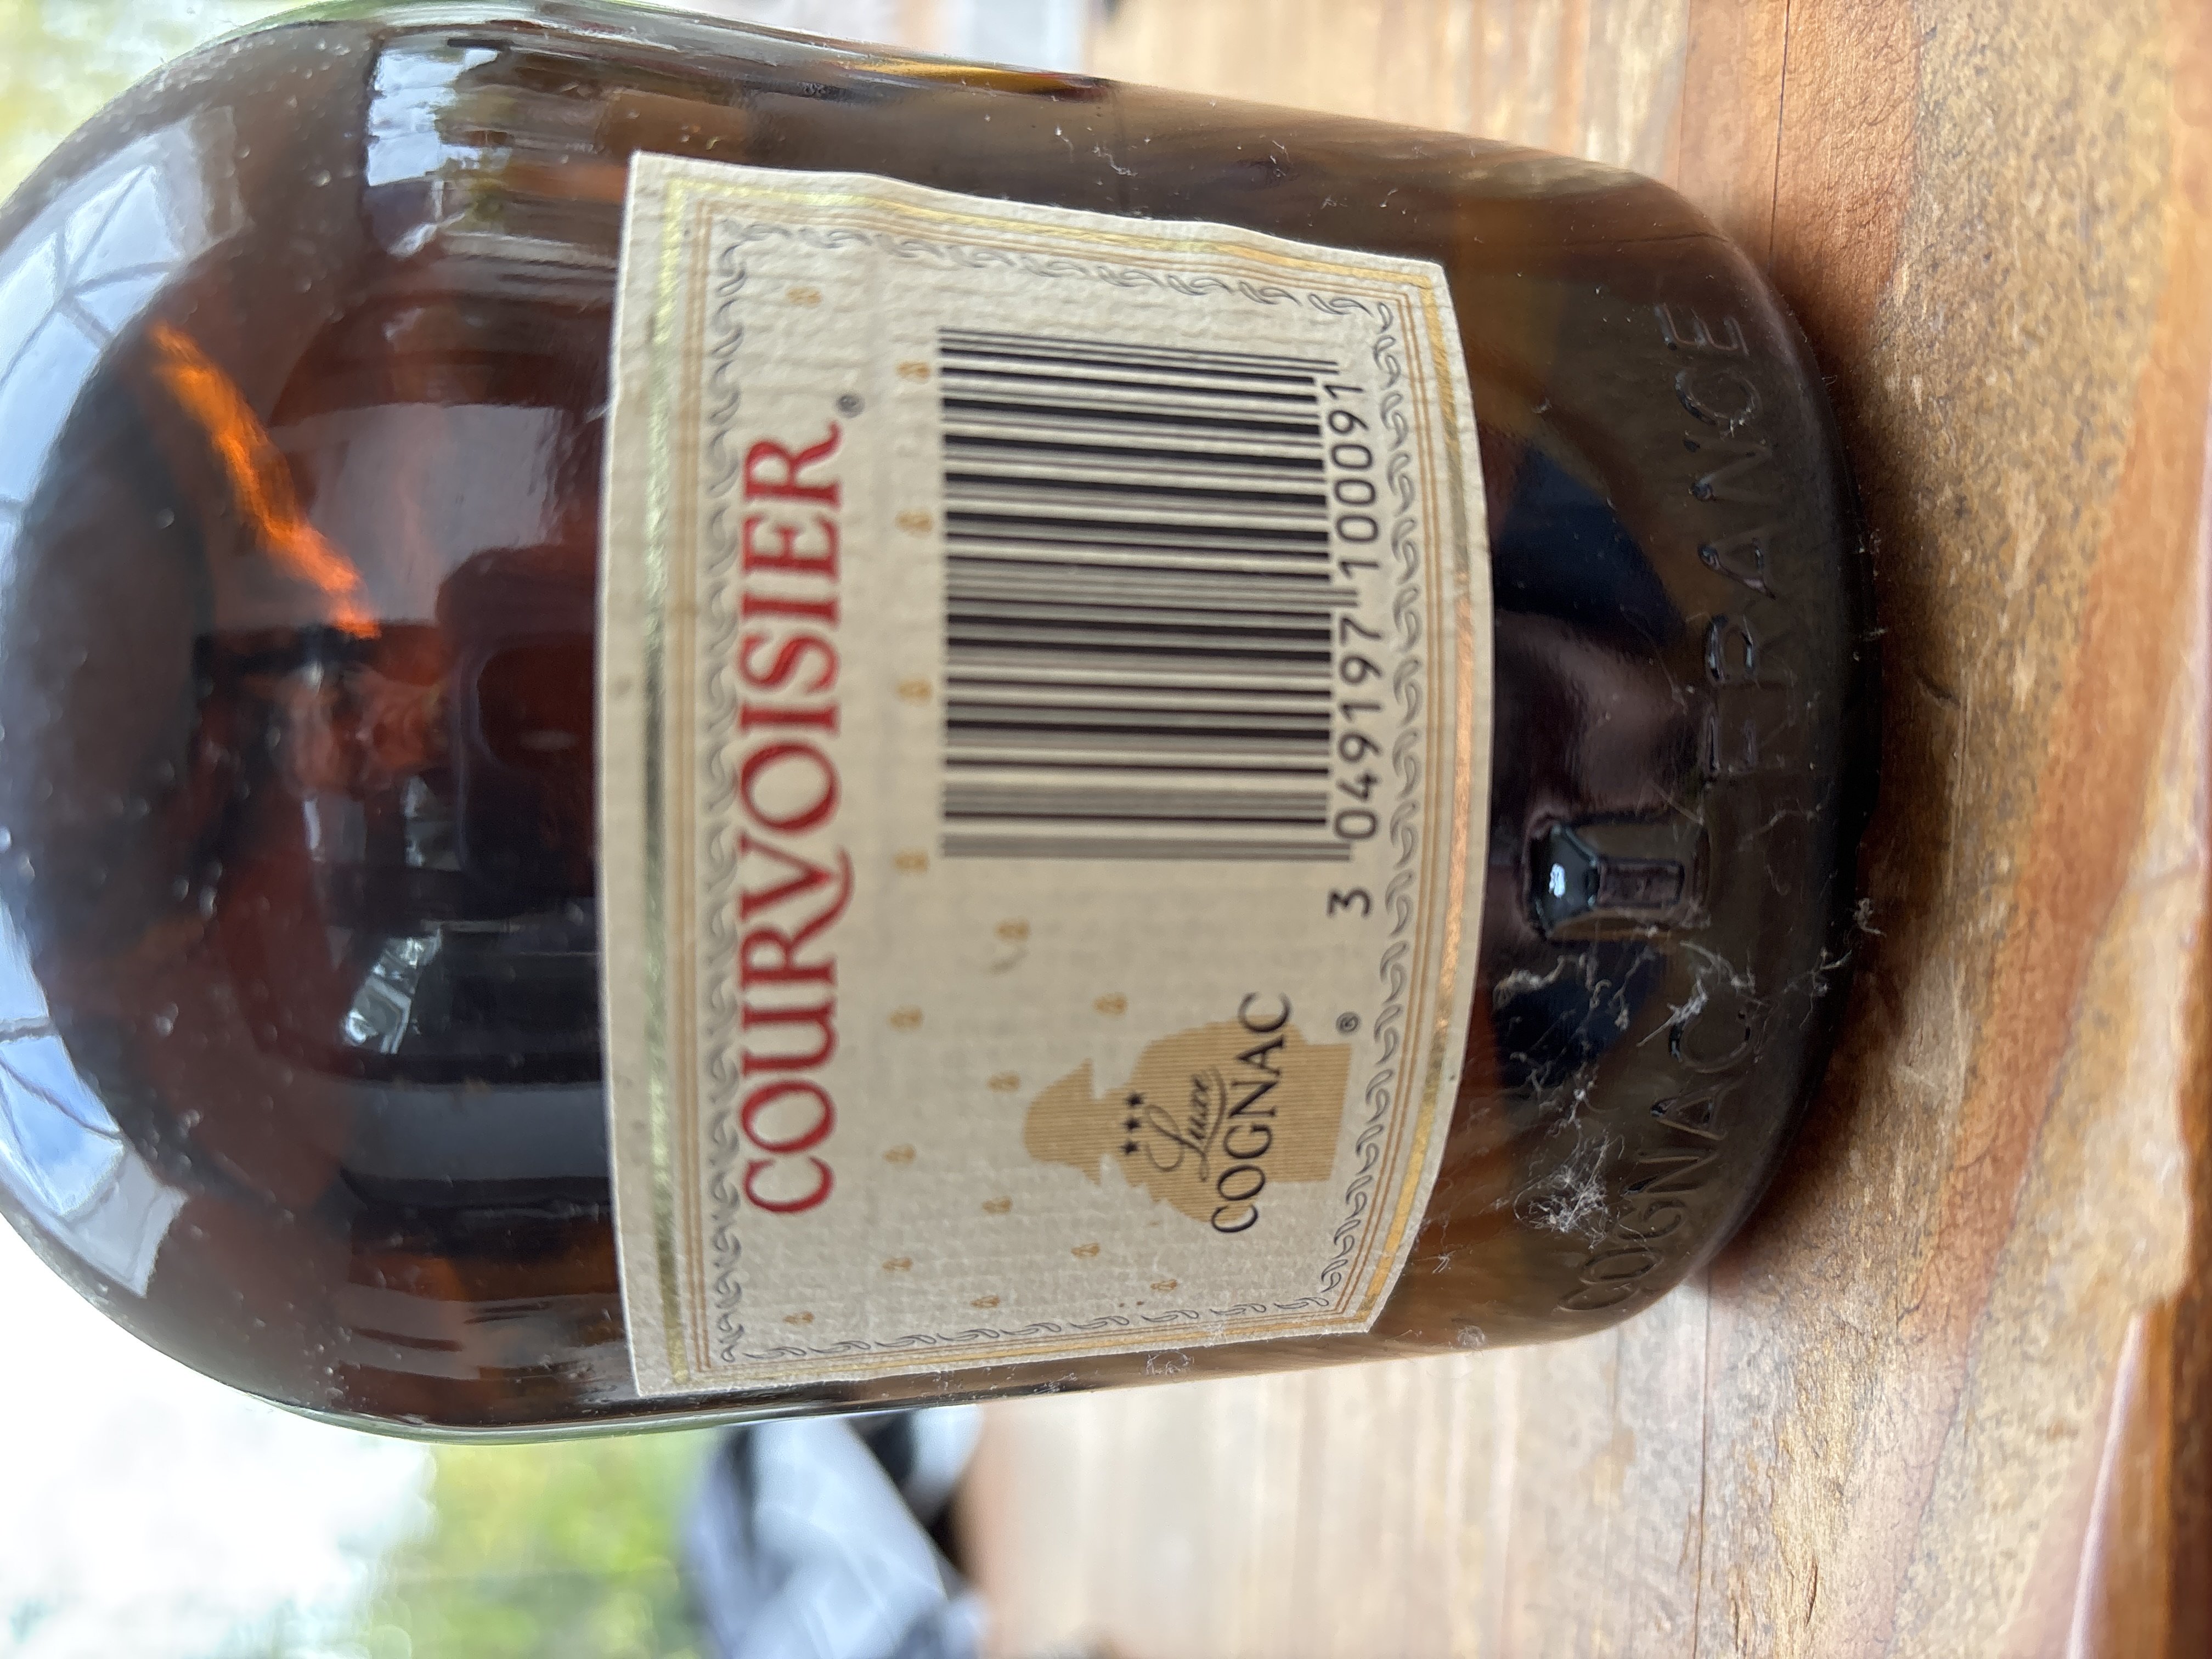 COURVOISIER®
★★★
Luxe
COGNAC
®
3 049197 100091
COGNAC FRANCE